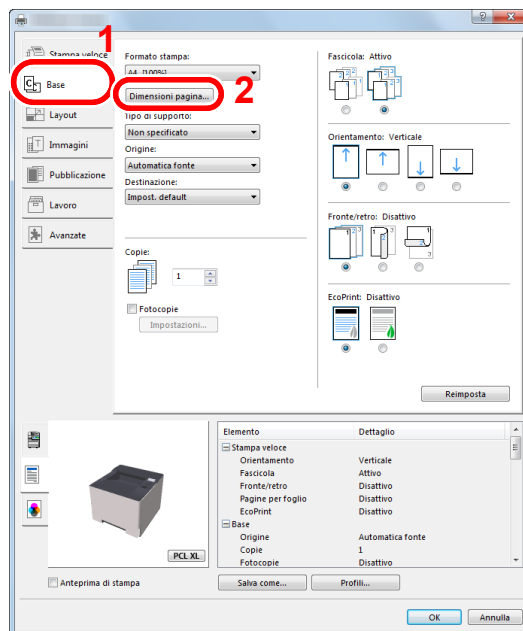 1
Stampa veloce
Base
Layout
Immagini
Pubblicazione
Lavoro
Avanzate
Formato stampa:
A4 [100%]
Dimensioni pagina...
2
Tipo di supporto:
Non specificato
Origine:
Automatica fonte
Destinazione:
Impost. default
Copie:
1
Fotocopie
Impostazioni...
Fascicola: Attivo
Orientamento: Verticale
Fronte/retro: Disattivo
EcoPrint: Disattivo
Reimposta
PCL XL
Anteprima di stampa
Elemento Dettaglio
Stampa veloce
Orientamento Verticale
Fascicola Attivo
Fronte/retro Disattivo
Pagine per foglio Disattivo
EcoPrint Disattivo
Base
Origine Automatica fonte
Copie 1
Fotocopie Disattivo
Salva come... Profili...
OK Annulla